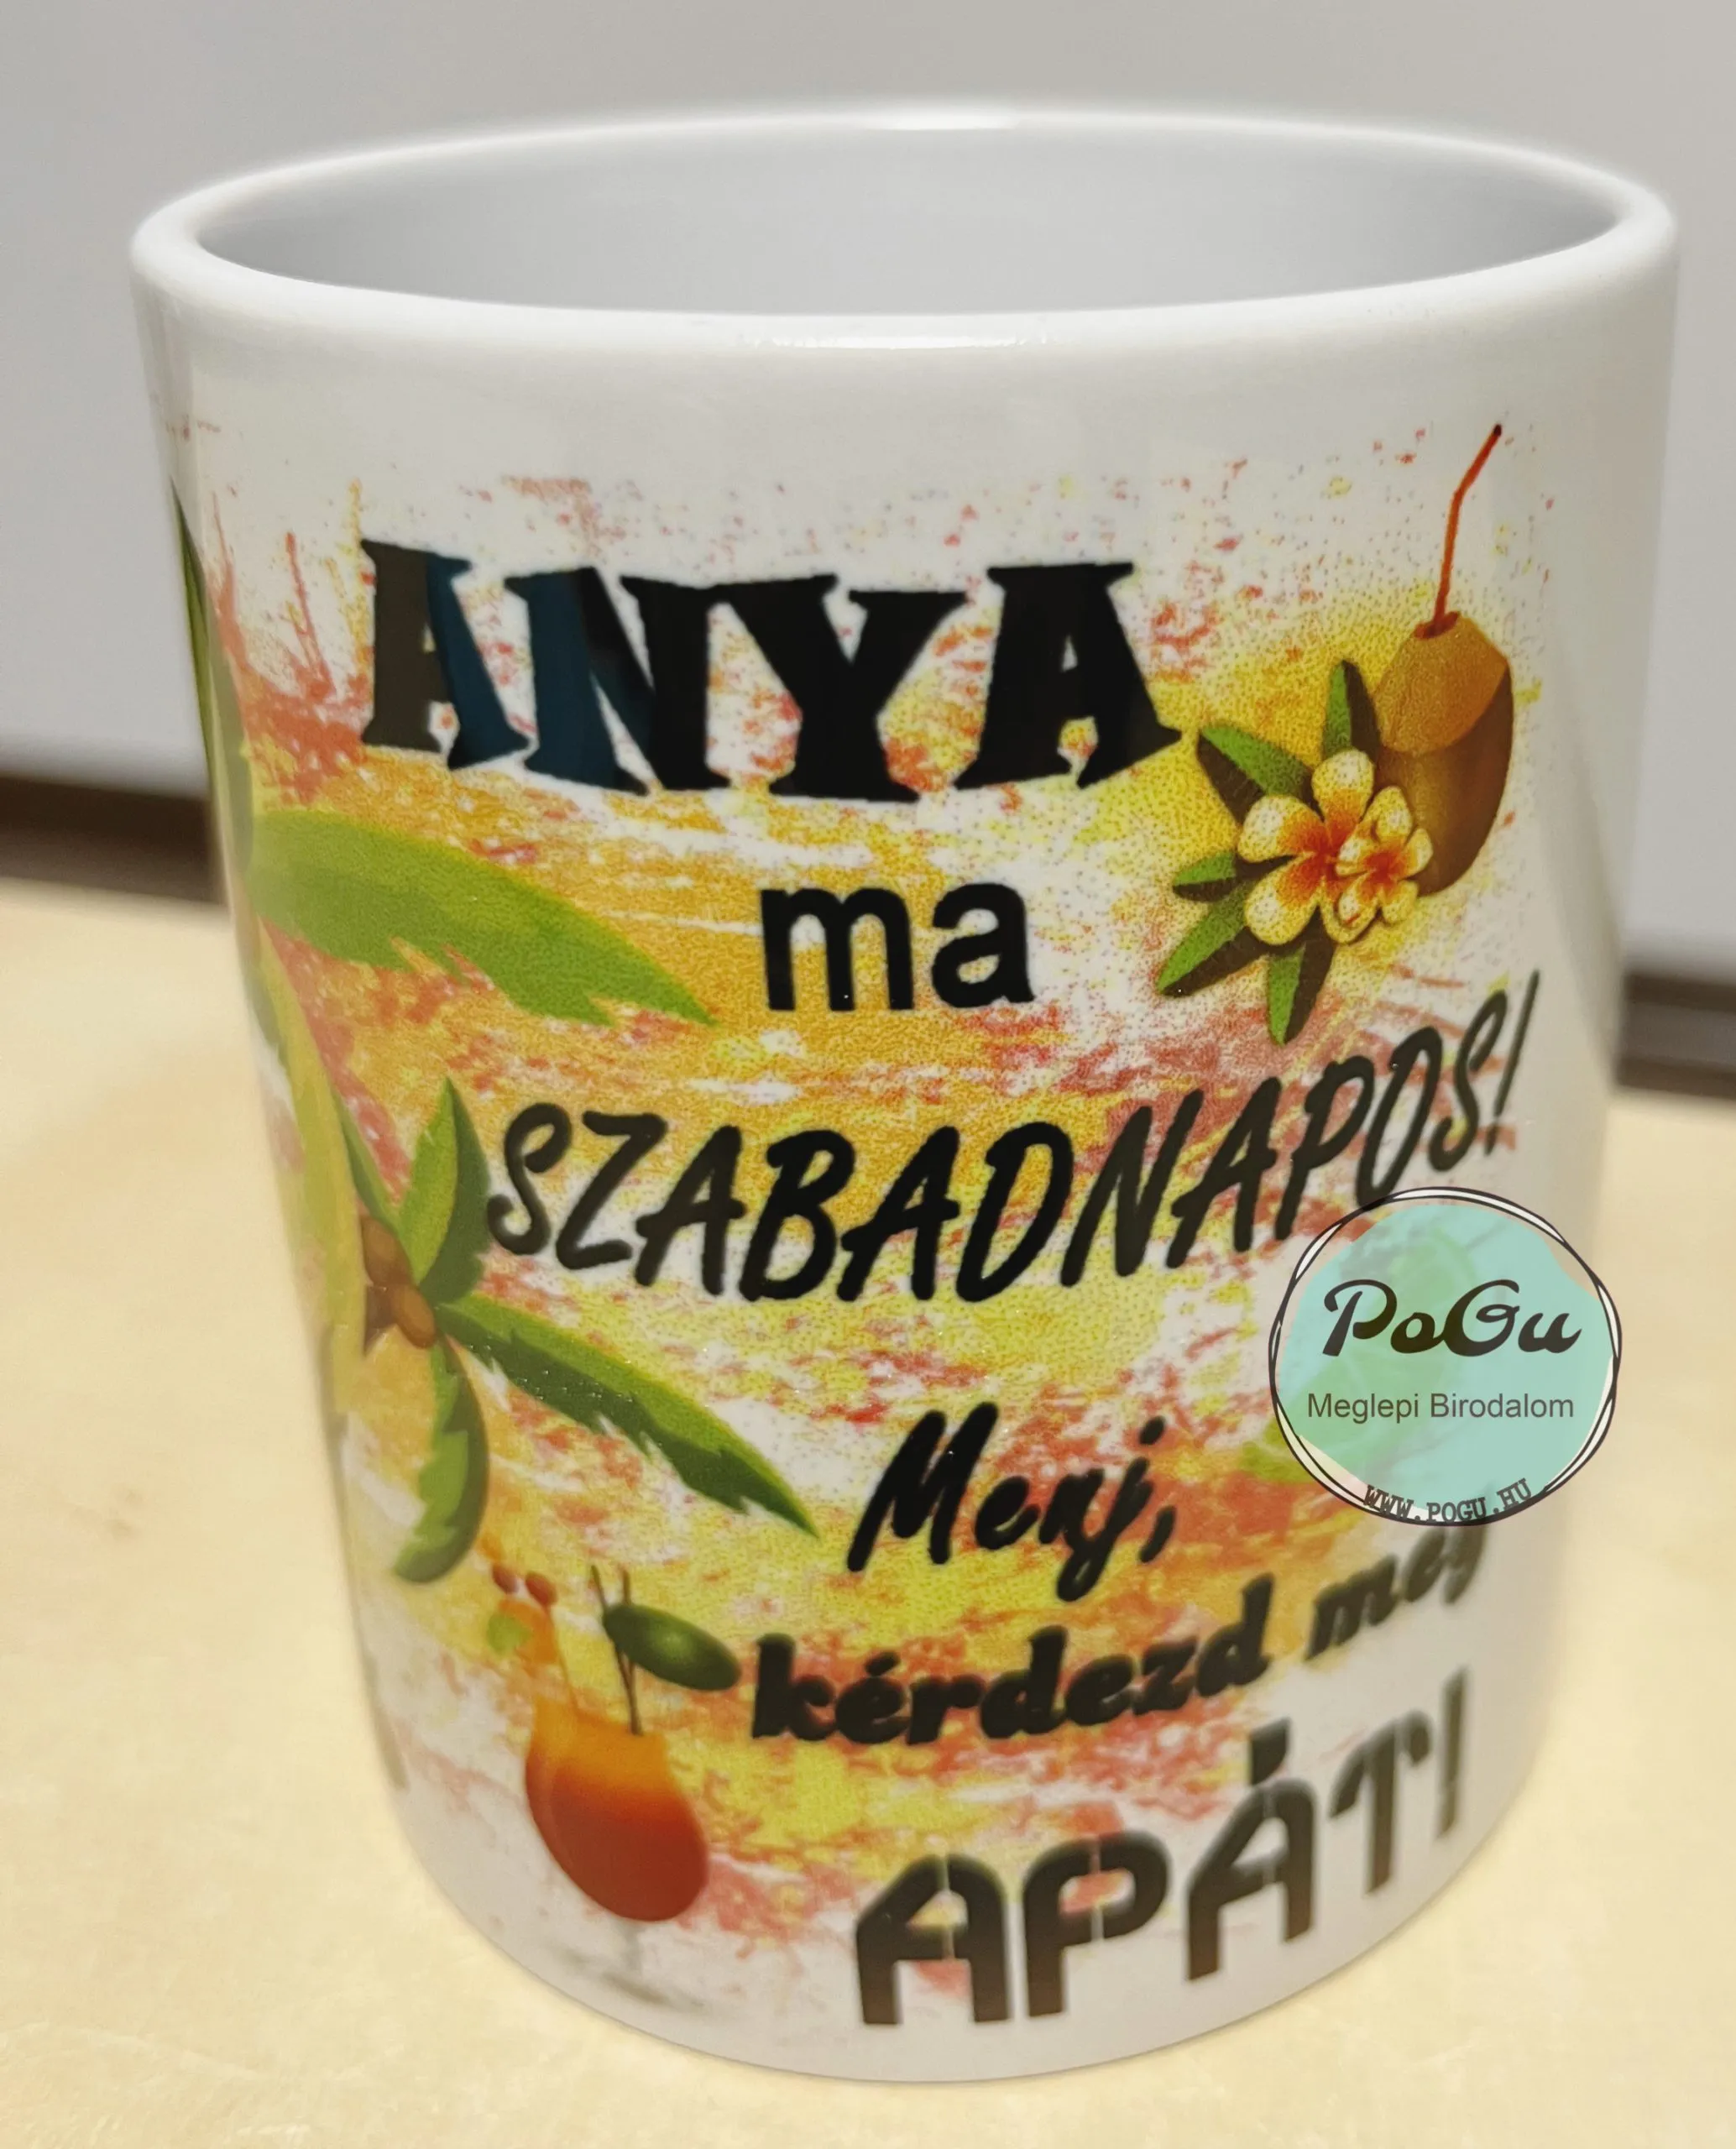 ANYA
ma
SZABADNAPOS!
Menj,
kérdezd meg
APÁT!
PoGu
Meglepi Birodalom
WWW.POGU.HU